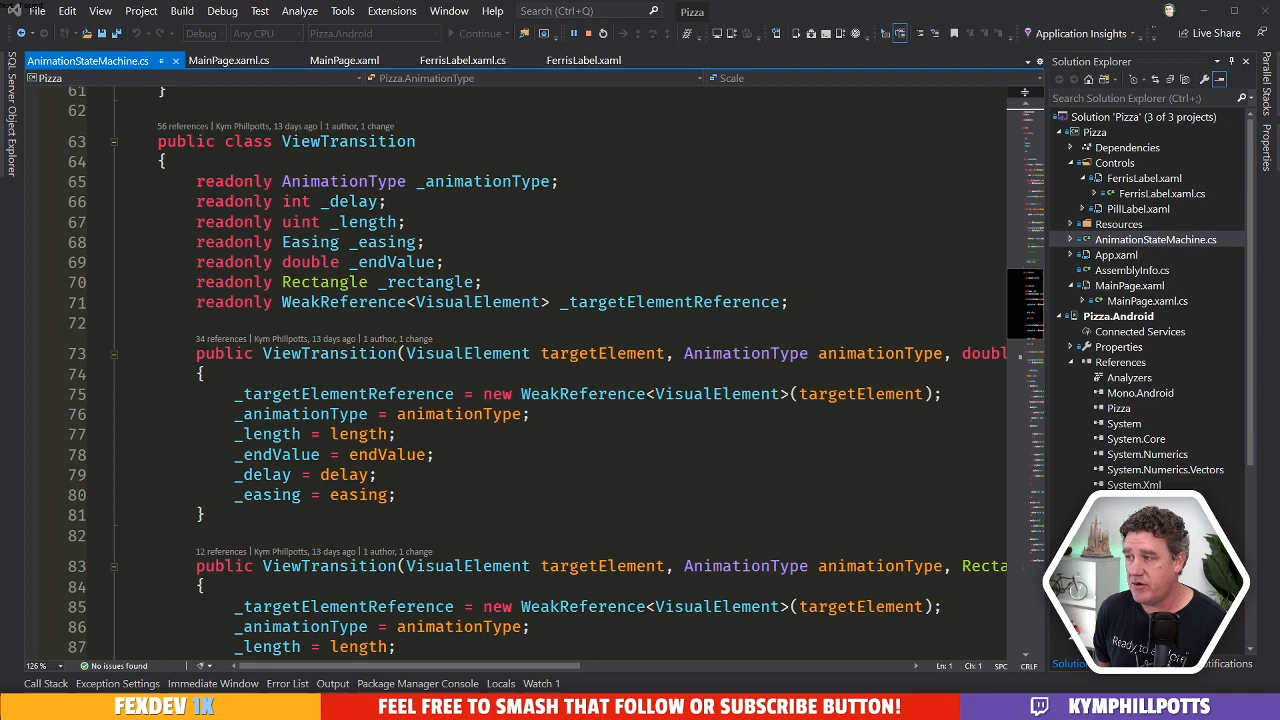 File Edit View Project Build Debug Test Analyze Tools Extensions Window Help Search (Ctrl+Q) Pizza
Debug Any CPU Pizza.Android Continue Application Insights Live Share
AnimationStateMachine.cs MainPage.xaml.cs MainPage.xaml FerrisLabel.xaml.cs FerrisLabel.xaml
Pizza Pizza.AnimationType Scale
SQL Server Object Explorer
61 }
62
56 references | Kym Phillpotts, 13 days ago | 1 author, 1 change
63 public class ViewTransition
64 {
65 readonly AnimationType _animationType;
66 readonly int _delay;
67 readonly uint _length;
68 readonly Easing _easing;
69 readonly double _endValue;
70 readonly Rectangle _rectangle;
71 readonly WeakReference<VisualElement> _targetElementReference;
72
34 references | Kym Phillpotts, 13 days ago | 1 author, 1 change
73 public ViewTransition(VisualElement targetElement, AnimationType animationType, doubl
74 {
75 _targetElementReference = new WeakReference<VisualElement>(targetElement);
76 _animationType = animationType;
77 _length = length;
78 _endValue = endValue;
79 _delay = delay;
80 _easing = easing;
81 }
82
12 references | Kym Phillpotts, 13 days ago | 1 author, 1 change
83 public ViewTransition(VisualElement targetElement, AnimationType animationType, Recta
84 {
85 _targetElementReference = new WeakReference<VisualElement>(targetElement);
86 _animationType = animationType;
87 _length = length;
126 % No issues found Ln: 1 Ch: 1 SPC CRLF
Call Stack Exception Settings Immediate Window Error List Output Package Manager Console Locals Watch 1
Solution Explorer
Search Solution Explorer (Ctrl+;)
Solution 'Pizza' (3 of 3 projects)
Pizza
Dependencies
Controls
FerrisLabel.xaml
FerrisLabel.xaml.cs
PillLabel.xaml
Resources
AnimationStateMachine.cs
App.xaml
AssemblyInfo.cs
MainPage.xaml
MainPage.xaml.cs
Pizza.Android
Connected Services
Properties
References
Analyzers
Mono.Android
Pizza
System
System.Core
System.Numerics
System.Numerics.Vectors
System.Xml
Parallel Stacks
Properties
FEXDEV 1X FEEL FREE TO SMASH THAT FOLLOW OR SUBSCRIBE BUTTON! KYMPHILLPOTTS